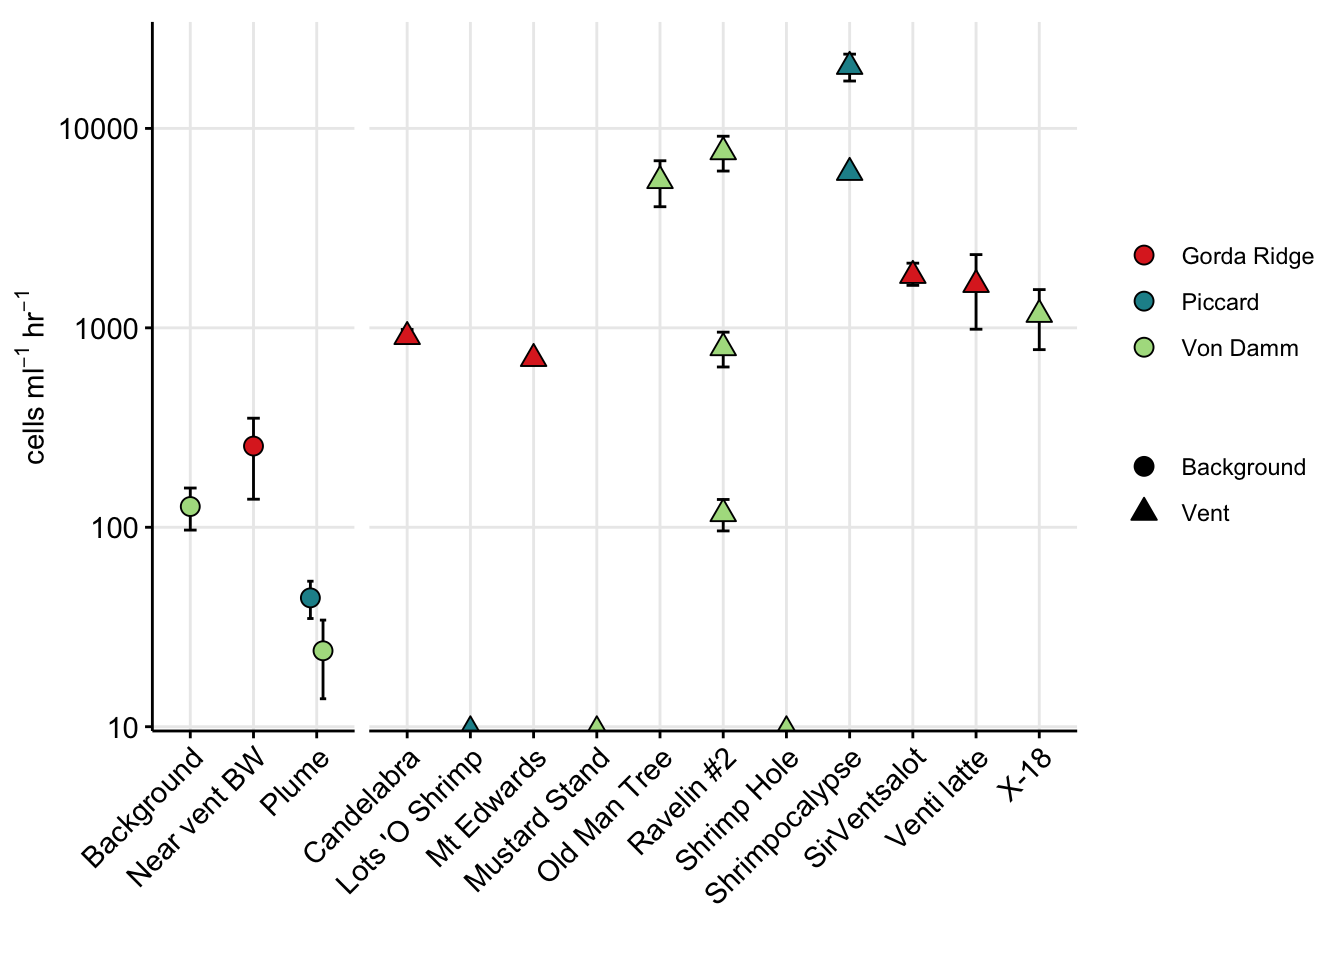 cells ml⁻¹ hr⁻¹
10000
1000
100
10
Background
Near vent BW
Plume
Candelabra
Lots 'O Shrimp
Mt Edwards
Mustard Stand
Old Man Tree
Ravelin #2
Shrimp Hole
Shrimpocalypse
SirVentsalot
Venti latte
X-18
Gorda Ridge
Piccard
Von Damm
Background
Vent